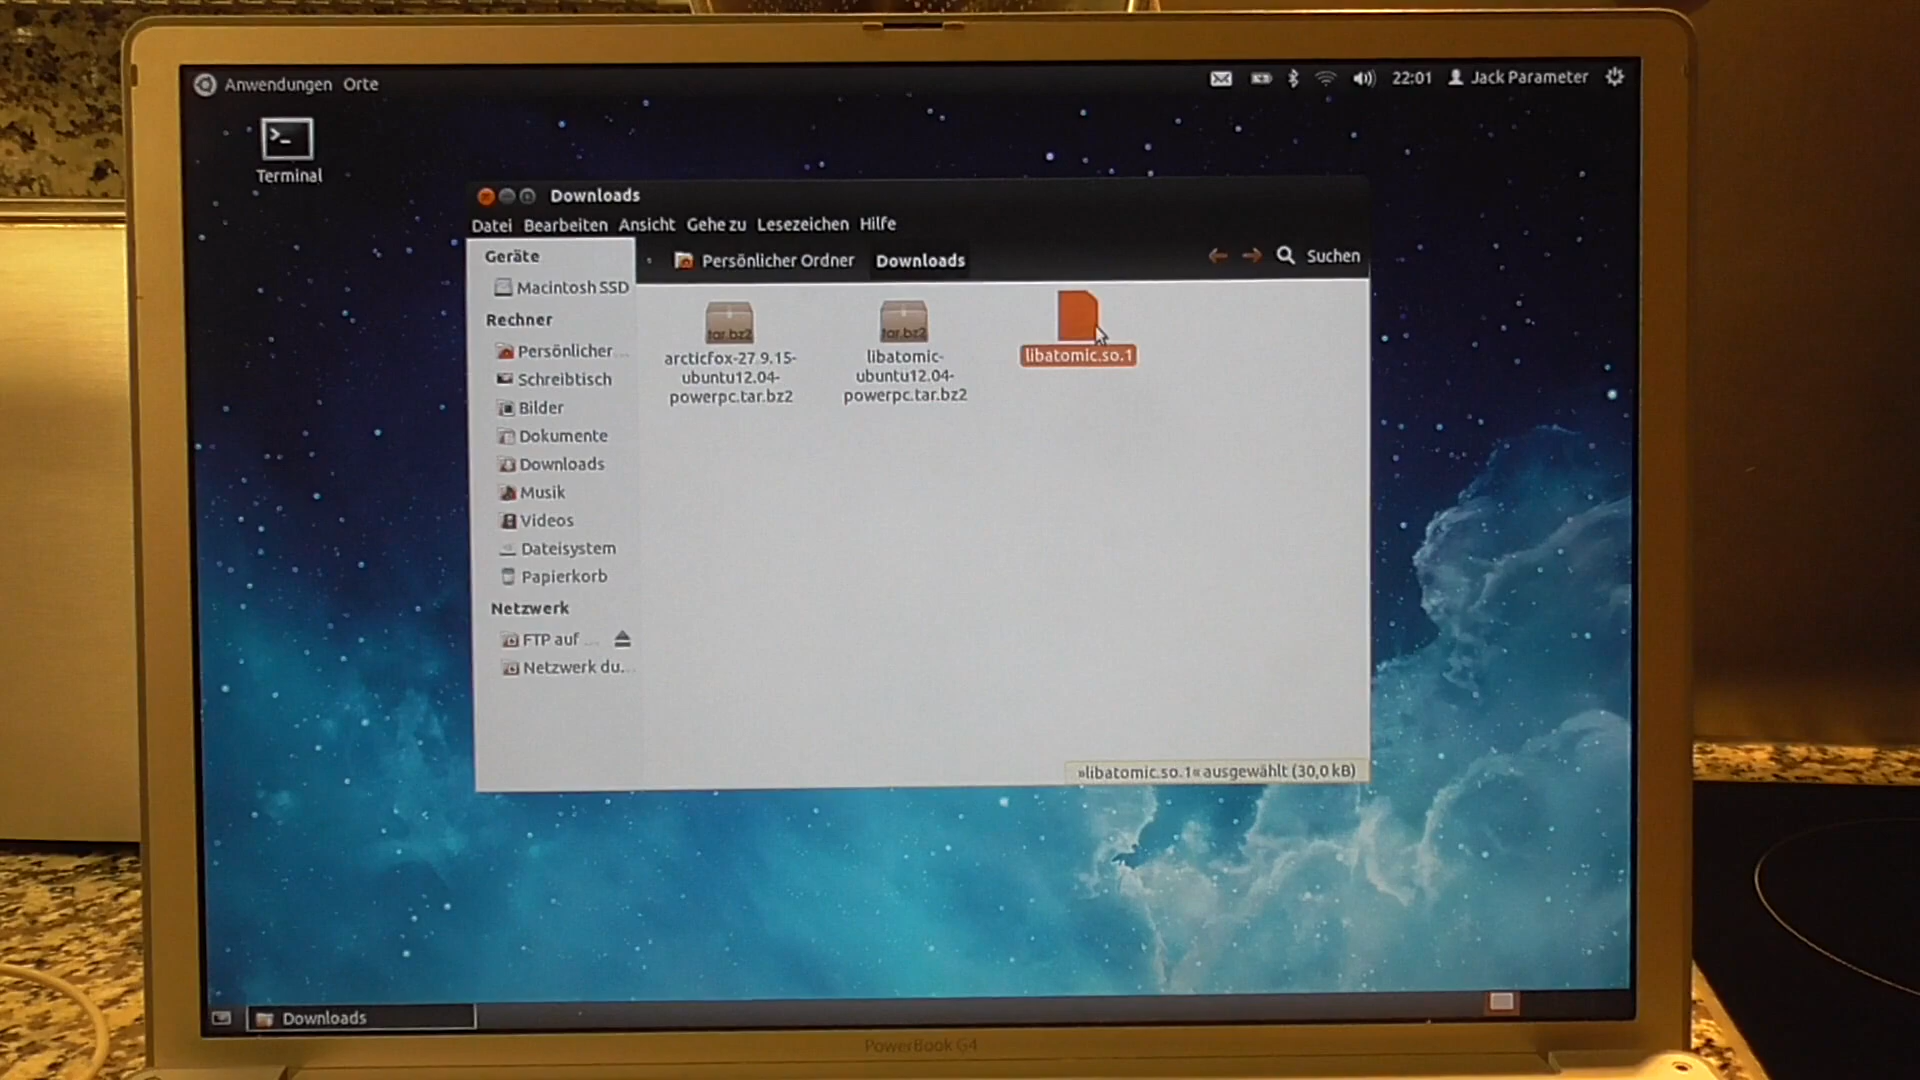 Anwendungen Orte
22:01 Jack Parameter
Terminal
Downloads
Datei Bearbeiten Ansicht Gehe zu Lesezeichen Hilfe
Persönlicher Ordner Downloads
Suchen
Geräte
Macintosh SSD
Rechner
Persönlicher...
Schreibtisch
Bilder
Dokumente
Downloads
Musik
Videos
Dateisystem
Papierkorb
Netzwerk
FTP auf ...
Netzwerk du...
tar.bz2
arcticfox-27.9.15-
ubuntu12.04-
powerpc.tar.bz2
tar.bz2
libatomic-
ubuntu12.04-
powerpc.tar.bz2
libatomic.so.1
»libatomic.so.1« ausgewählt (30,0 kB)
Downloads
PowerBook G4